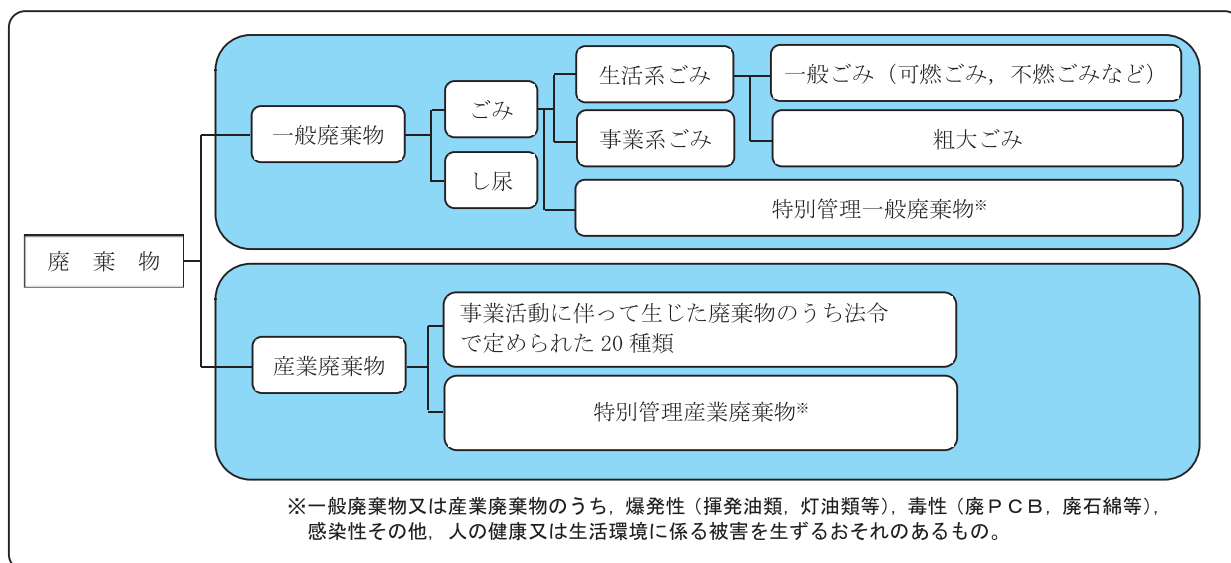 廃棄物
一般廃棄物
ごみ
し尿
生活系ごみ
事業系ごみ
一般ごみ（可燃ごみ，不燃ごみなど）
粗大ごみ
特別管理一般廃棄物※
産業廃棄物
事業活動に伴って生じた廃棄物のうち法令
で定められた 20 種類
特別管理産業廃棄物※
※一般廃棄物又は産業廃棄物のうち，爆発性（揮発油類，灯油類等），毒性（廃ＰＣＢ，廃石綿等），
感染性その他，人の健康又は生活環境に係る被害を生ずるおそれのあるもの。